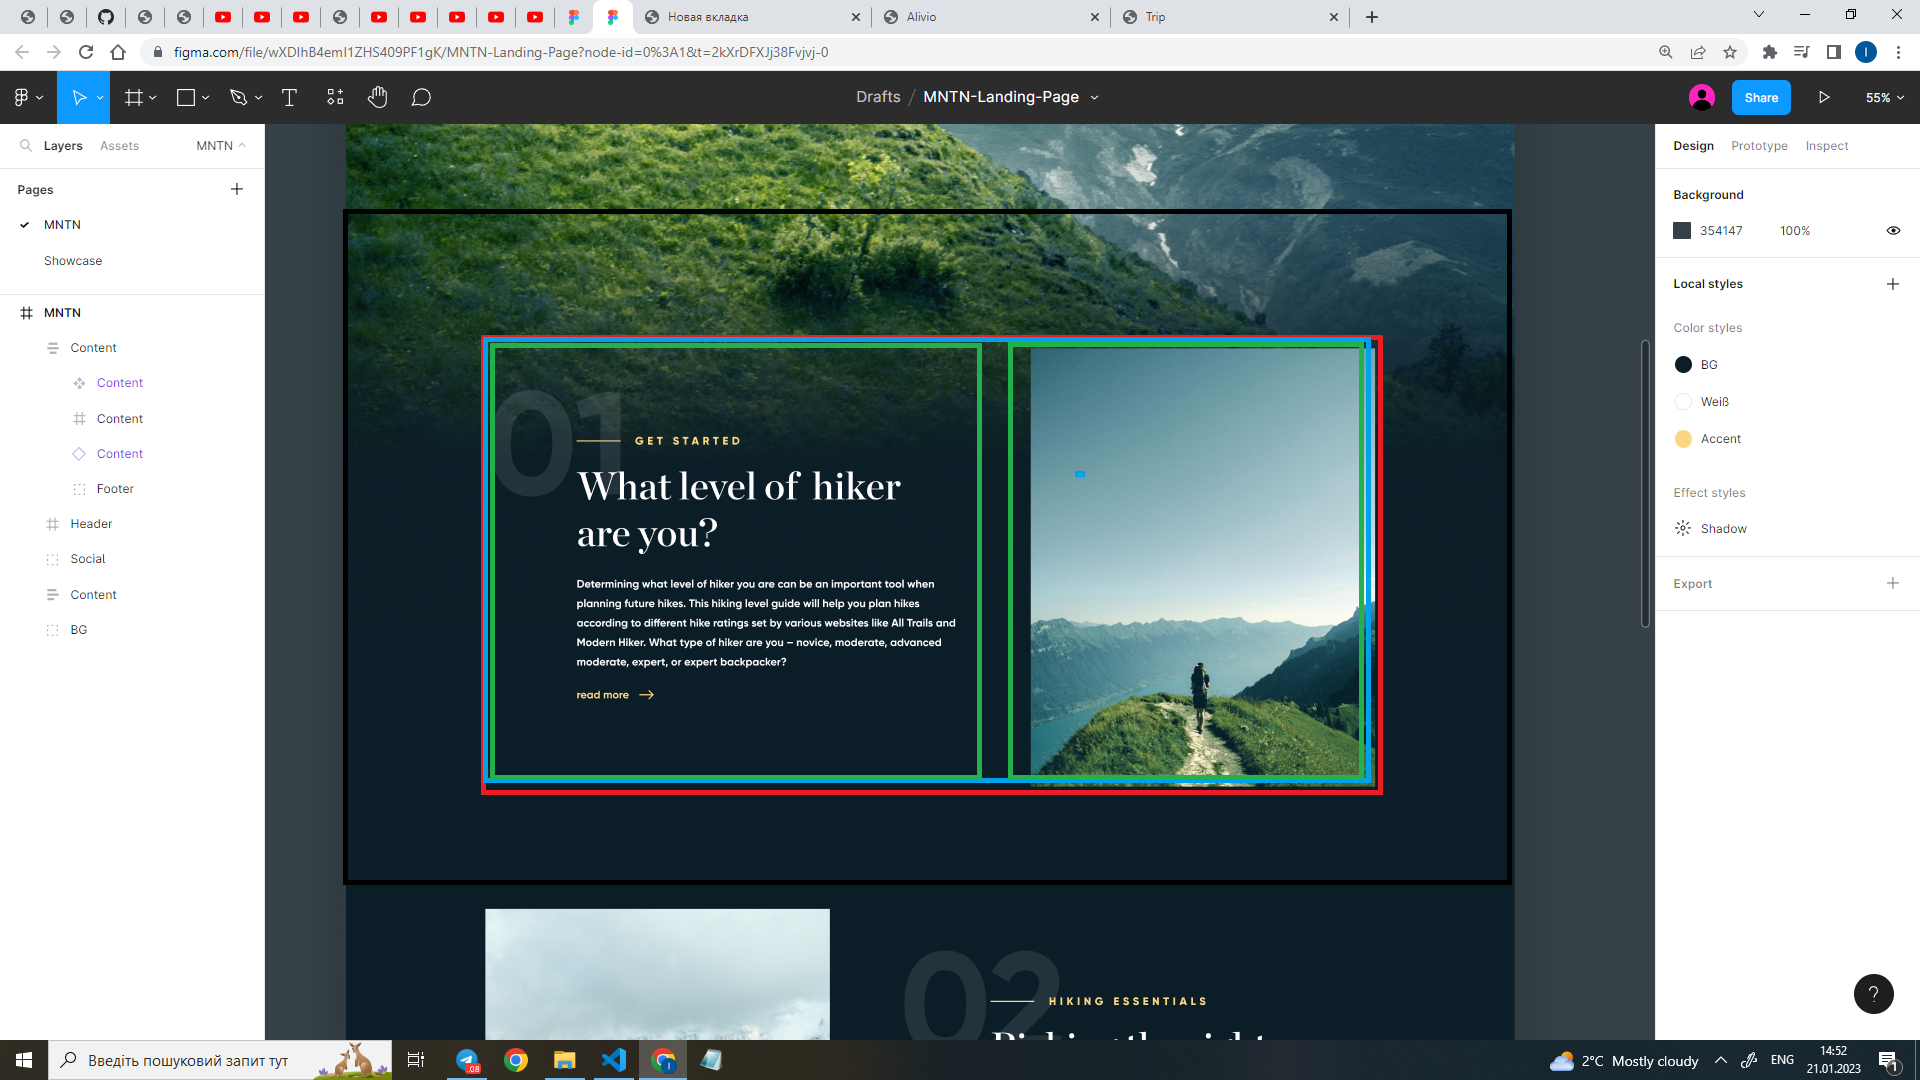 Новая вкладка
Alivio
Trip
figma.com/file/wXDlhB4emI1ZHS409PF1gK/MNTN-Landing-Page?node-id=0%3A1&t=2kXrDFXJj38Fvjvj-0
I
Drafts / MNTN-Landing-Page
Share
55%
Layers
Assets
MNTN
Pages
MNTN
Showcase
MNTN
Content
Content
Content
Content
Footer
Header
Social
Content
BG
01
GET STARTED
What level of hiker
are you?
Determining what level of hiker you are can be an important tool when
planning future hikes. This hiking level guide will help you plan hikes
according to different hike ratings set by various websites like All Trails and
Modern Hiker. What type of hiker are you – novice, moderate, advanced
moderate, expert, or expert backpacker?
read more
02
HIKING ESSENTIALS
Picking the right
Design
Prototype
Inspect
Background
354147
100%
Local styles
Color styles
BG
Weiß
Accent
Effect styles
Shadow
Export
?
Введіть пошуковий запит тут
.08
I
2°C Mostly cloudy
ENG
14:52
21.01.2023
1